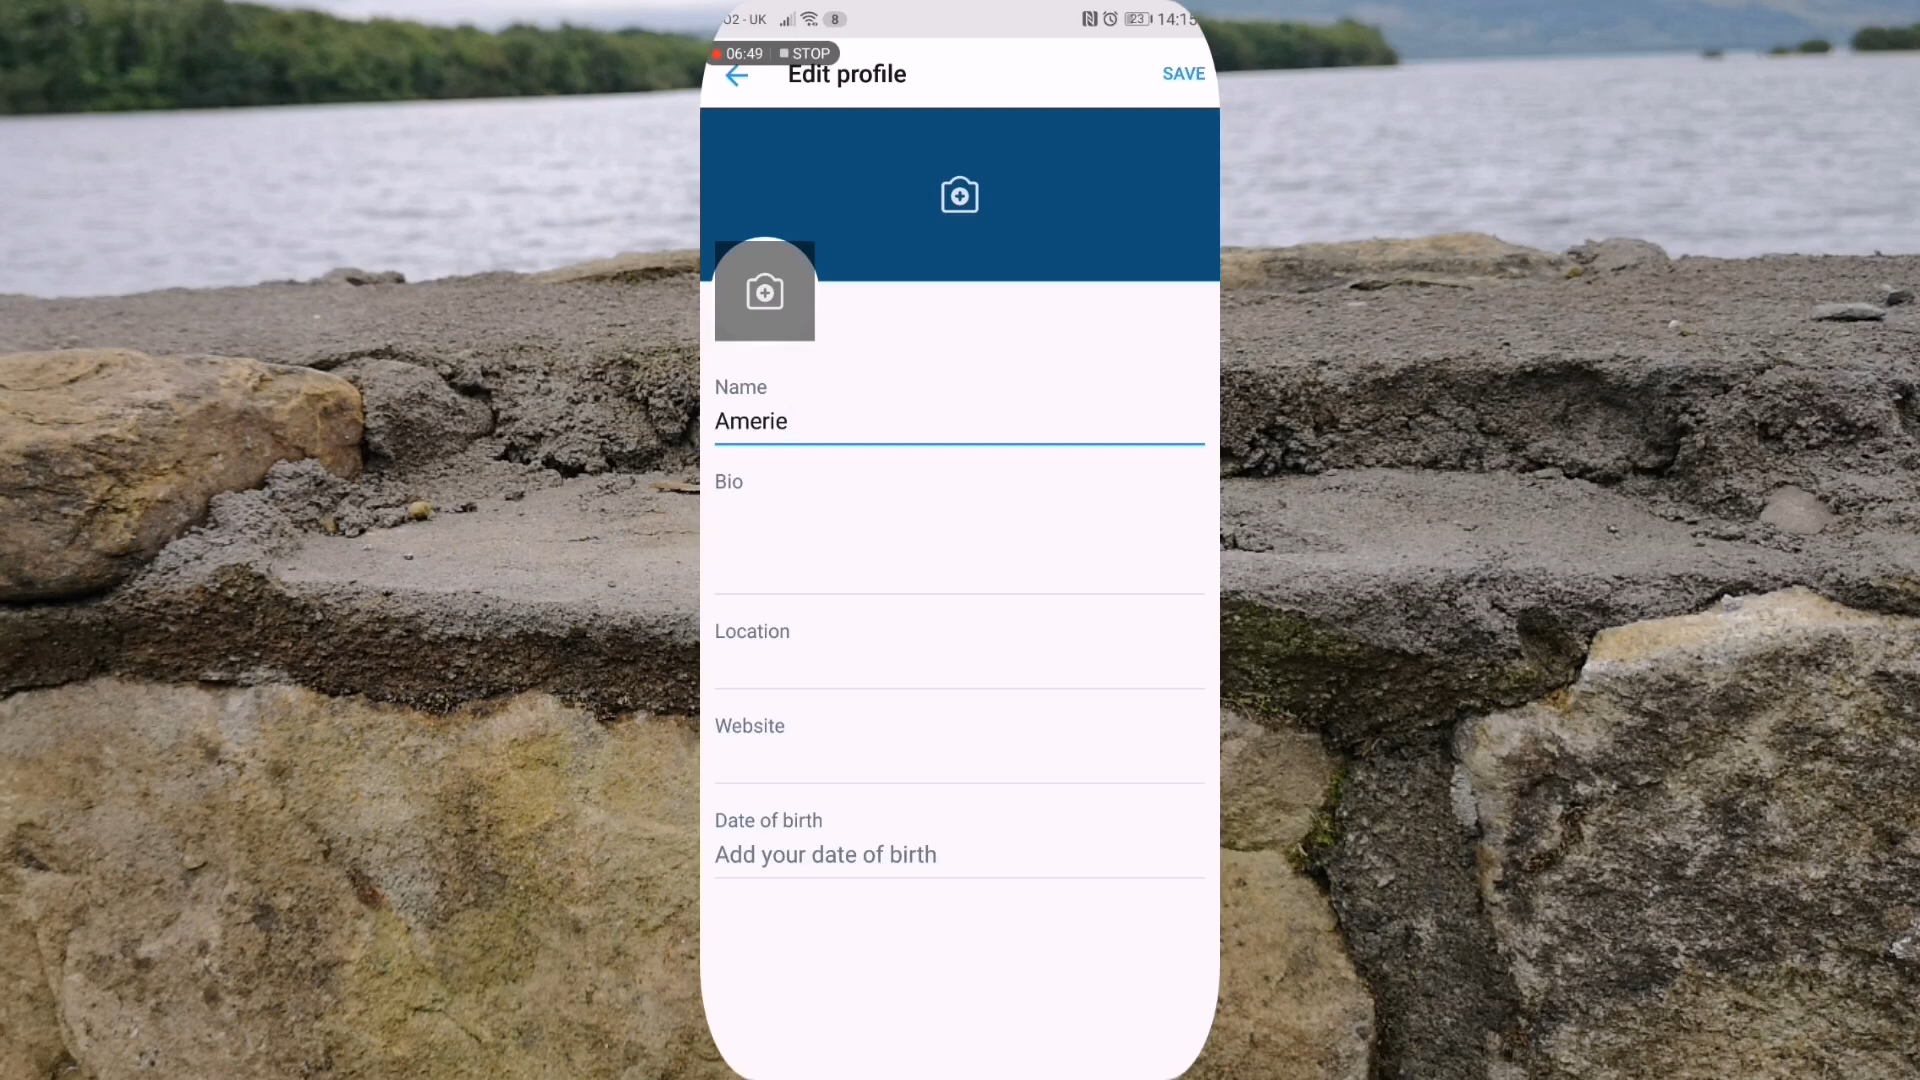 O2 - UK 8 23 14:15
06:49 STOP
Edit profile SAVE
Name
Amerie
Bio
Location
Website
Date of birth
Add your date of birth